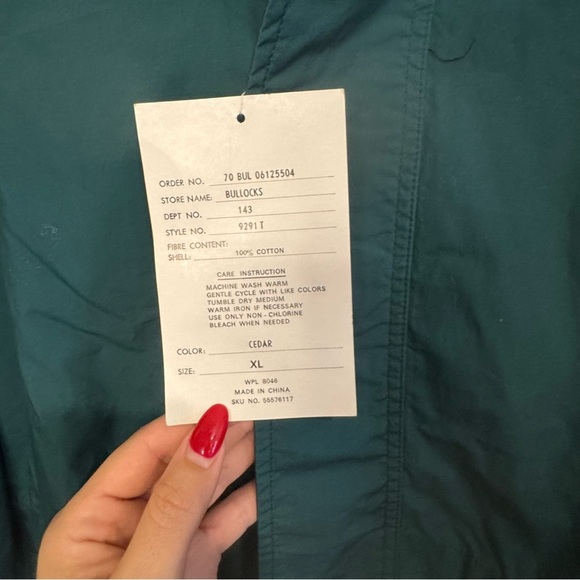 ORDER NO. 70 BUL 06125504
STORE NAME: BULLOCKS
DEPT NO. 143
STYLE NO. 9291T
FIBRE CONTENT:
SHELL: 100% COTTON
CARE INSTRUCTION
MACHINE WASH WARM
GENTLE CYCLE WITH LIKE COLORS
TUMBLE DRY MEDIUM
WARM IRON IF NECESSARY
USE ONLY NON-CHLORINE
BLEACH WHEN NEEDED
COLOR: CEDAR
SIZE: XL
WPL 8046
MADE IN CHINA
SKU NO. 55576117